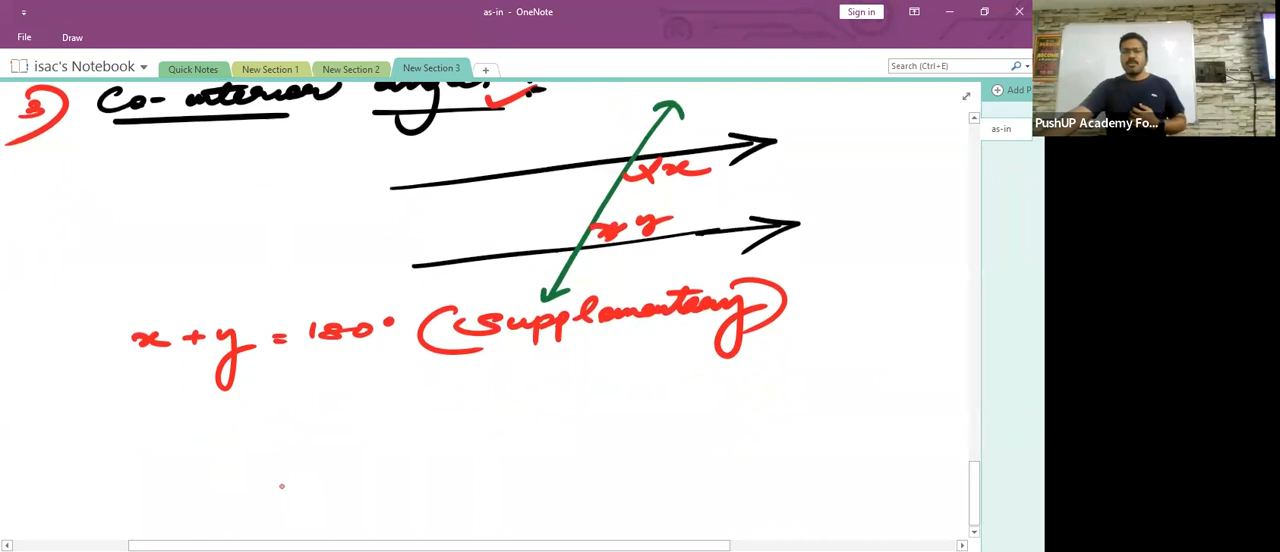 as-in - OneNote
Sign in
File Draw
isac's Notebook
Quick Notes New Section 1 New Section 2 New Section 3
Search (Ctrl+E)
Add P
as-in
PushUP Academy Fo...
3) Co-interior angle :
x
y
x + y = 180° (Supplementary)